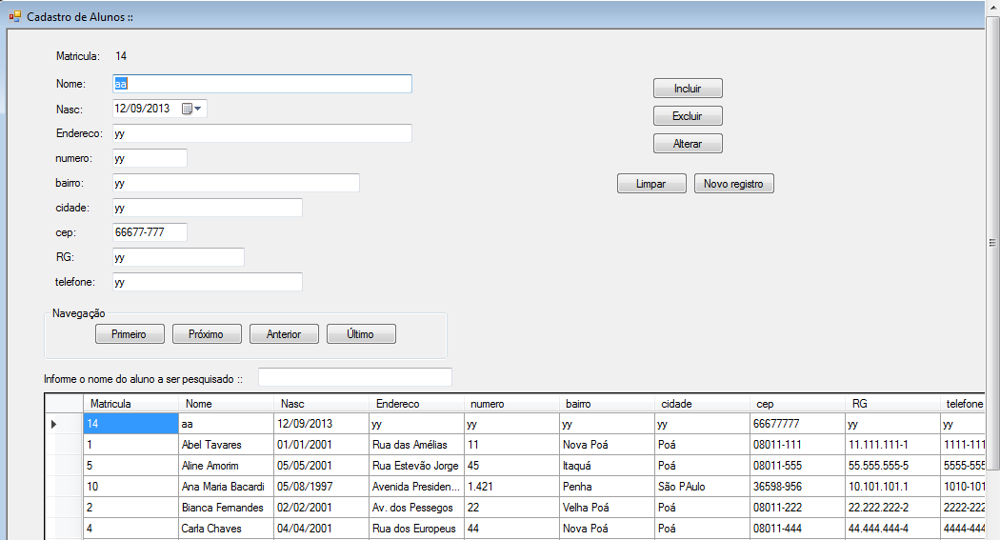 Cadastro de Alunos ::
Matricula: 14
Nome: aa
Incluir
Nasc: 12/09/2013
Excluir
Endereco: yy
Alterar
numero: yy
bairro: yy
Limpar Novo registro
cidade: yy
cep: 66677-777
RG: yy
telefone: yy
Navegação
Primeiro Próximo Anterior Último
Informe o nome do aluno a ser pesquisado ::
Matricula Nome Nasc Endereco numero bairro cidade cep RG telefone
14 aa 12/09/2013 yy yy yy yy 66677777 yy yy
1 Abel Tavares 01/01/2001 Rua das Amélias 11 Nova Poá Poá 08011-111 11.111.111-1 1111-111
5 Aline Amorim 05/05/2001 Rua Estevão Jorge 45 Itaquá Poá 08011-555 55.555.555-5 5555-555
10 Ana Maria Bacardi 05/08/1997 Avenida Presiden... 1.421 Penha São PAulo 36598-956 10.101.101.1 1010-101
2 Bianca Fernandes 02/02/2001 Av. dos Pessegos 22 Velha Poá Poá 08011-222 22.222.222-2 2222-222
4 Carla Chaves 04/04/2001 Rua dos Europeus 44 Nova Poá Poá 08011-444 44.444.444-4 4444-444